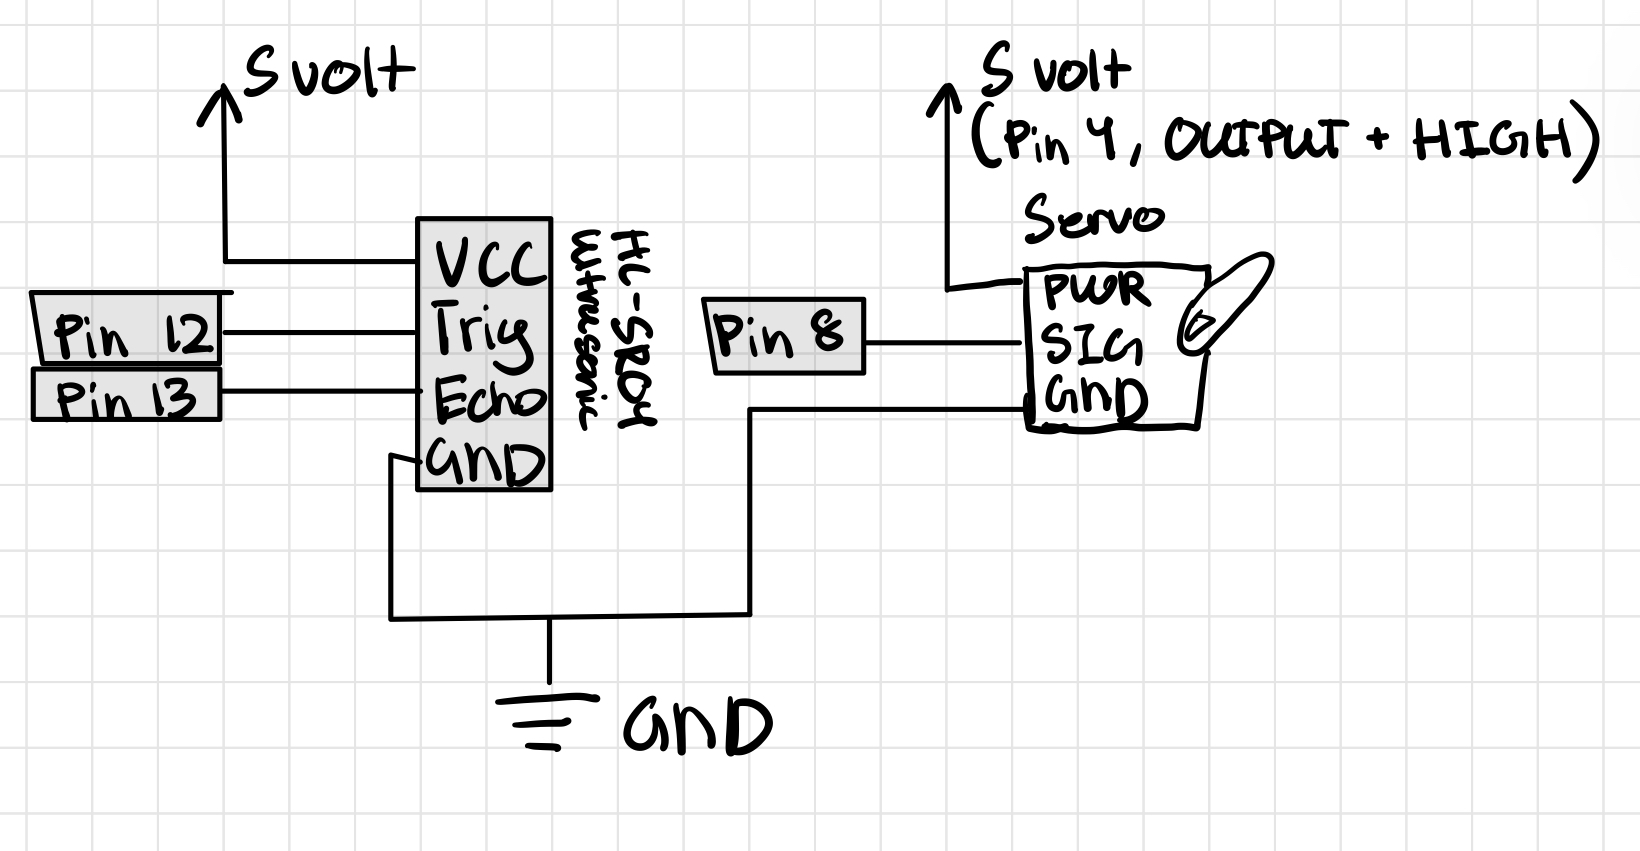 5 volt
5 volt
(Pin 4, OUTPUT + HIGH)
Servo
VCC
Trig
Echo
GND
HC-SR04
Pin 12
Pin 13
Pin 8
PWR
SIG
GND
GND